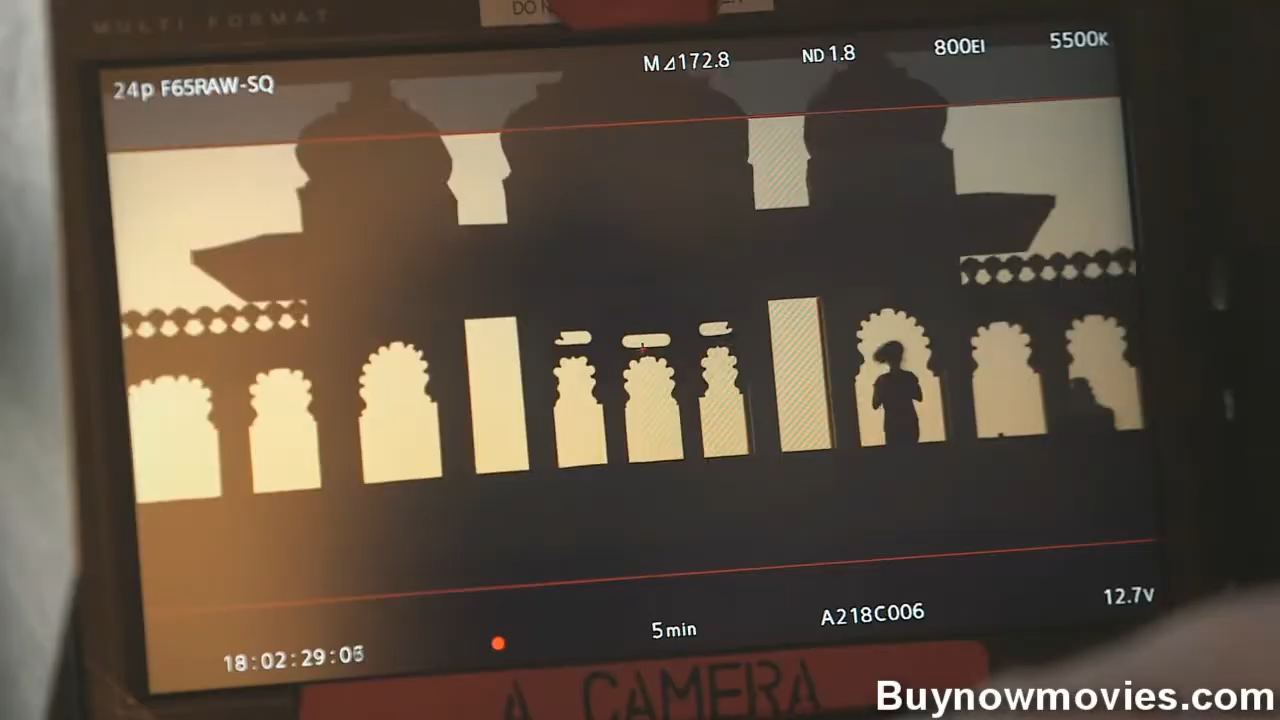 MULTI FORMAT
24p F65RAW-SQ
M⊿172.8
ND 1.8
800EI
5500K
18:02:29:06
5min
A218C006
12.7V
A CAMERA
Buynowmovies.com